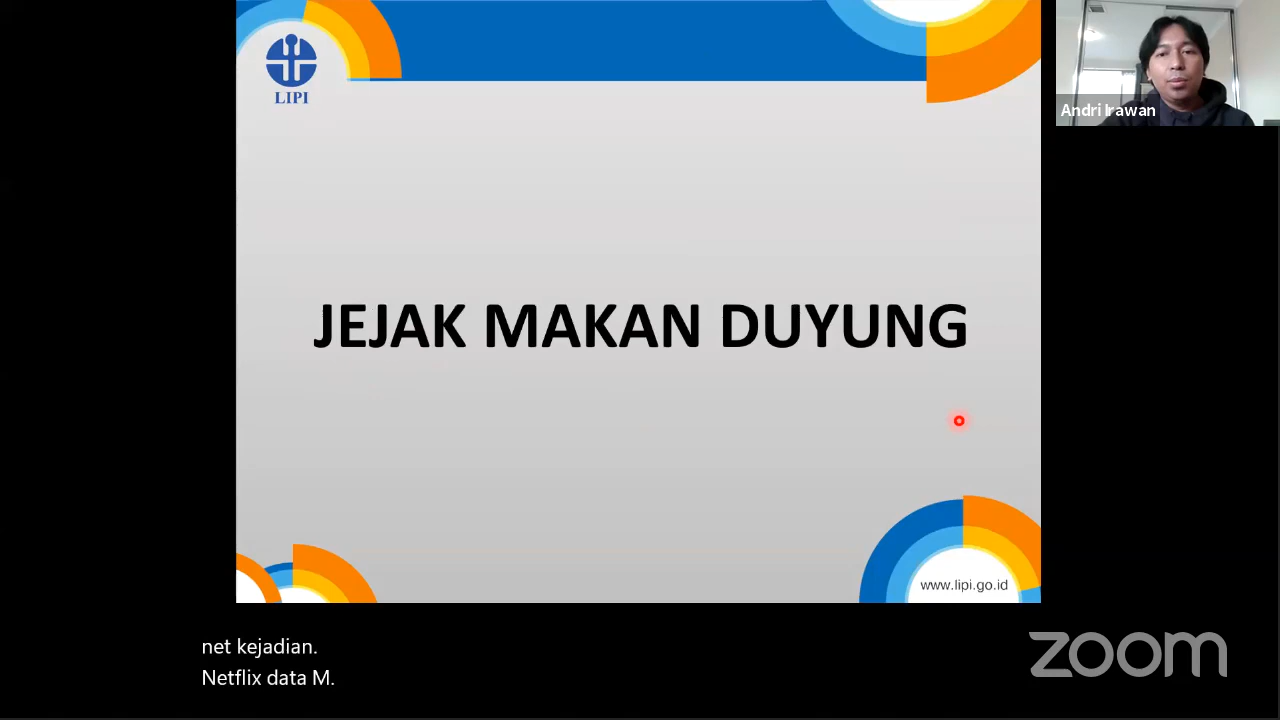 LIPI
Andri Irawan
JEJAK MAKAN DUYUNG
www.lipi.go.id
net kejadian.
Netflix data M.
zoom